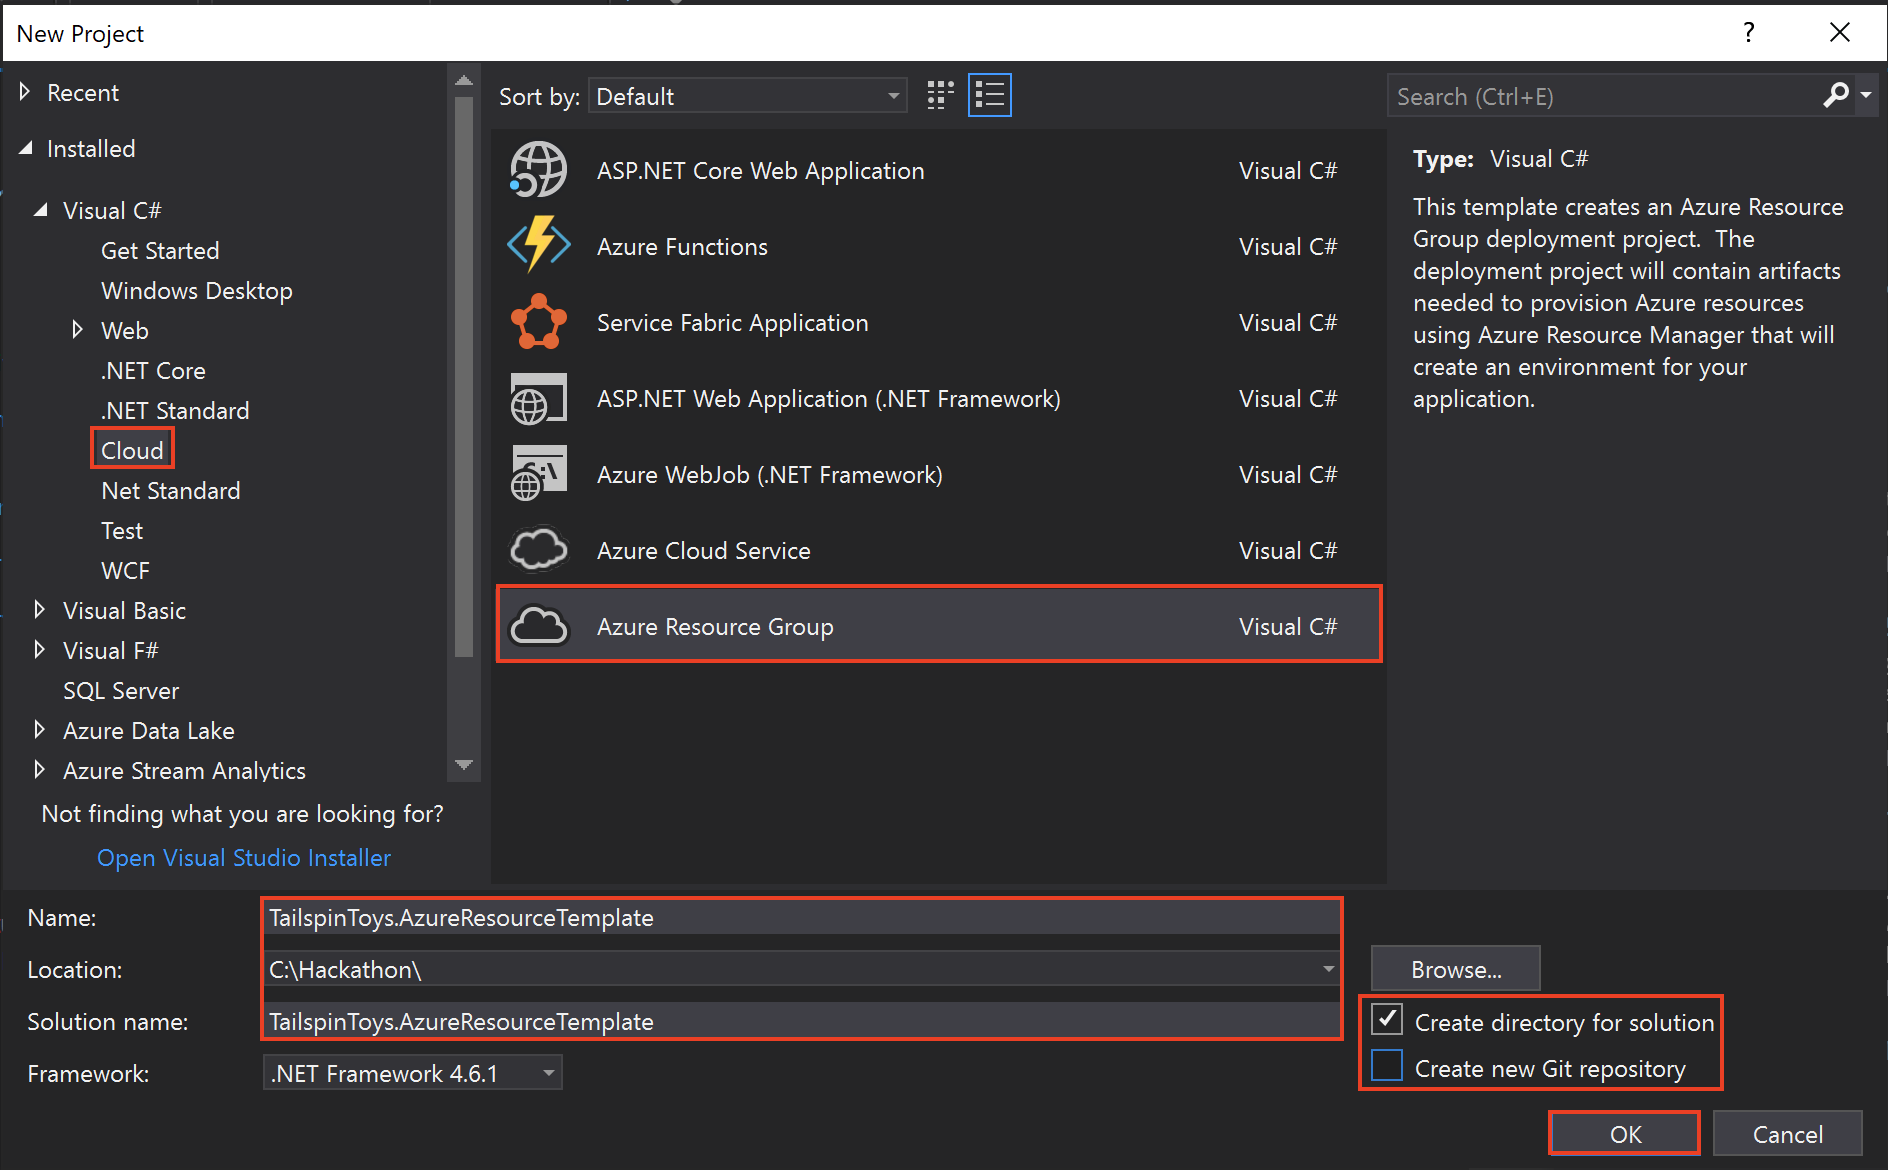 New Project
?
Recent
Installed
Visual C#
Get Started
Windows Desktop
Web
.NET Core
.NET Standard
Cloud
Net Standard
Test
WCF
Visual Basic
Visual F#
SQL Server
Azure Data Lake
Azure Stream Analytics
Not finding what you are looking for?
Open Visual Studio Installer
Sort by: Default
ASP.NET Core Web Application Visual C#
Azure Functions Visual C#
Service Fabric Application Visual C#
ASP.NET Web Application (.NET Framework) Visual C#
Azure WebJob (.NET Framework) Visual C#
Azure Cloud Service Visual C#
Azure Resource Group Visual C#
Search (Ctrl+E)
Type: Visual C#
This template creates an Azure Resource
Group deployment project. The
deployment project will contain artifacts
needed to provision Azure resources
using Azure Resource Manager that will
create an environment for your
application.
Name: TailspinToys.AzureResourceTemplate
Location: C:\Hackathon\
Browse...
Solution name: TailspinToys.AzureResourceTemplate
Create directory for solution
Framework: .NET Framework 4.6.1
Create new Git repository
OK
Cancel